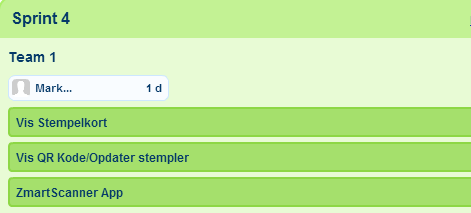 Sprint 4
Team 1
Mark... 1 d
Vis Stempelkort
Vis QR Kode/Opdater stempler
ZmartScanner App